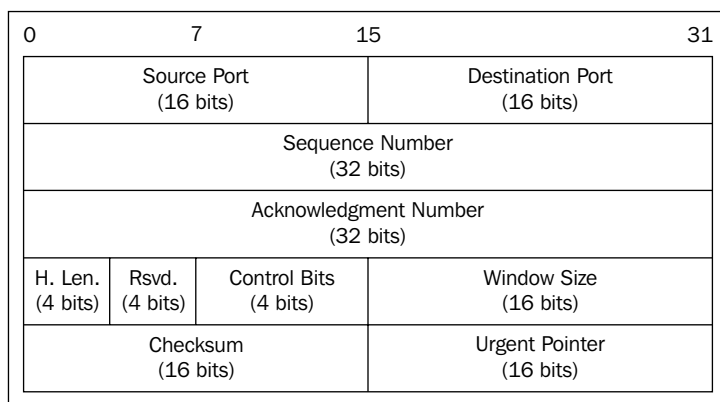 0 7 15 31
Source Port Destination Port
(16 bits) (16 bits)
Sequence Number
(32 bits)
Acknowledgment Number
(32 bits)
H. Len. Rsvd. Control Bits Window Size
(4 bits) (4 bits) (4 bits) (16 bits)
Checksum Urgent Pointer
(16 bits) (16 bits)